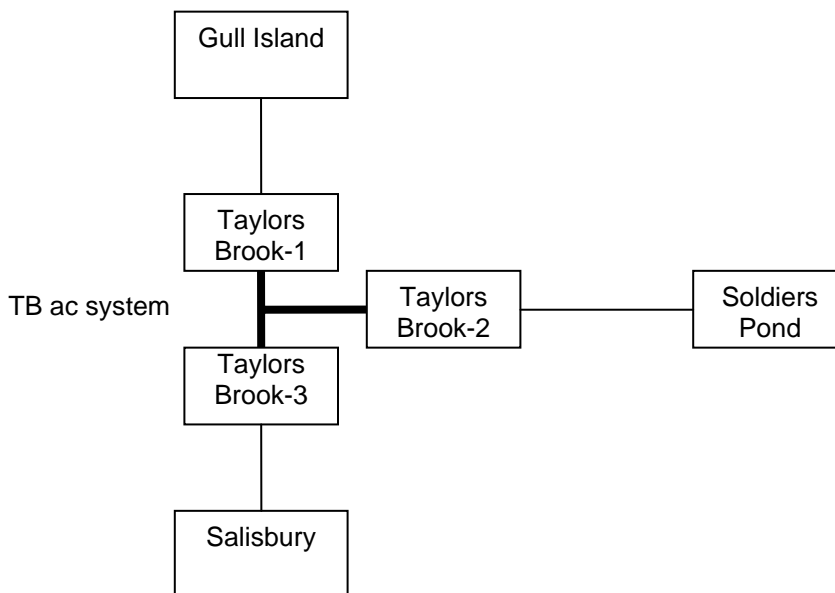 Gull Island
Taylors
Brook-1
TB ac system
Taylors
Brook-2
Soldiers
Pond
Taylors
Brook-3
Salisbury